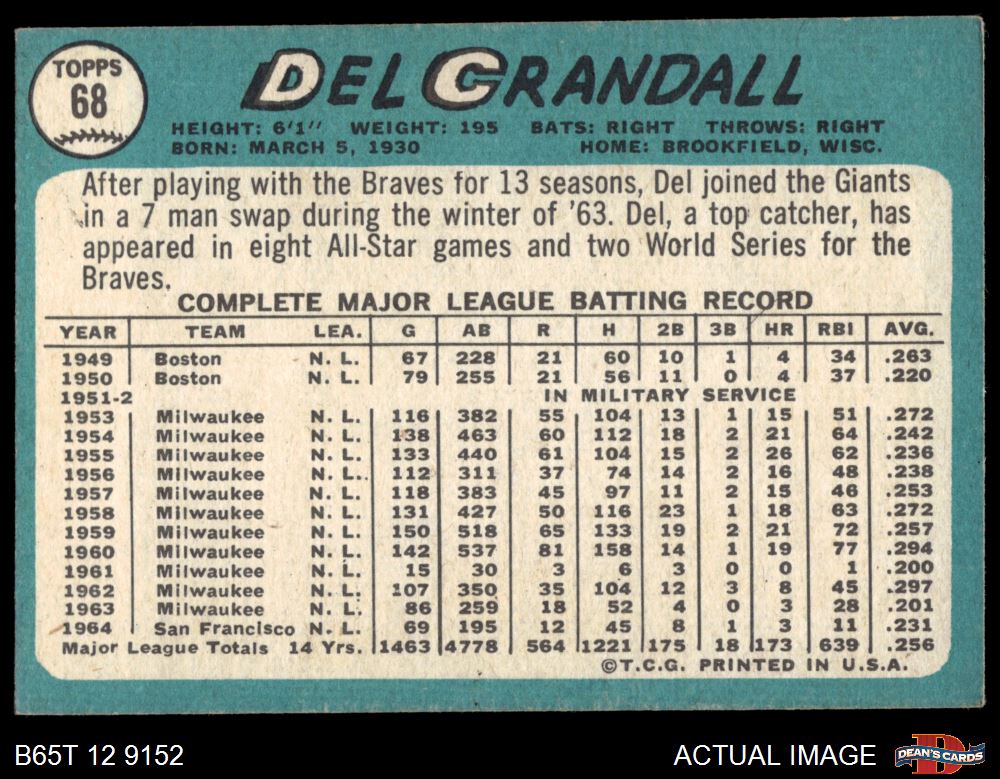 TOPPS
68
DEL CRANDALL
HEIGHT: 6'1" WEIGHT: 195 BATS: RIGHT THROWS: RIGHT
BORN: MARCH 5, 1930 HOME: BROOKFIELD, WISC.
After playing with the Braves for 13 seasons, Del joined the Giants
in a 7 man swap during the winter of '63. Del, a top catcher, has
appeared in eight All-Star games and two World Series for the
Braves.
COMPLETE MAJOR LEAGUE BATTING RECORD
YEAR TEAM LEA. G AB R H 2B 3B HR RBI AVG.
1949 Boston N. L. 67 228 21 60 10 1 4 34 .263
1950 Boston N. L. 79 255 21 56 11 0 4 37 .220
1951-2 IN MILITARY SERVICE
1953 Milwaukee N. L. 116 382 55 104 13 1 15 51 .272
1954 Milwaukee N. L. 138 463 60 112 18 2 21 64 .242
1955 Milwaukee N. L. 133 440 61 104 15 2 26 62 .236
1956 Milwaukee N. L. 112 311 37 74 14 2 16 48 .238
1957 Milwaukee N. L. 118 383 45 97 11 2 15 46 .253
1958 Milwaukee N. L. 131 427 50 116 23 1 18 63 .272
1959 Milwaukee N. L. 150 518 65 133 19 2 21 72 .257
1960 Milwaukee N. L. 142 537 81 158 14 1 19 77 .294
1961 Milwaukee N. L. 15 30 3 6 3 0 0 1 .200
1962 Milwaukee N. L. 107 350 35 104 12 3 8 45 .297
1963 Milwaukee N. L. 86 259 18 52 4 0 3 28 .201
1964 San Francisco N. L. 69 195 12 45 8 1 3 11 .231
Major League Totals 14 Yrs. 1463 4778 564 1221 175 18 173 639 .256
©T.C.G. PRINTED IN U.S.A.
B65T 12 9152 ACTUAL IMAGE DEAN'S CARDS